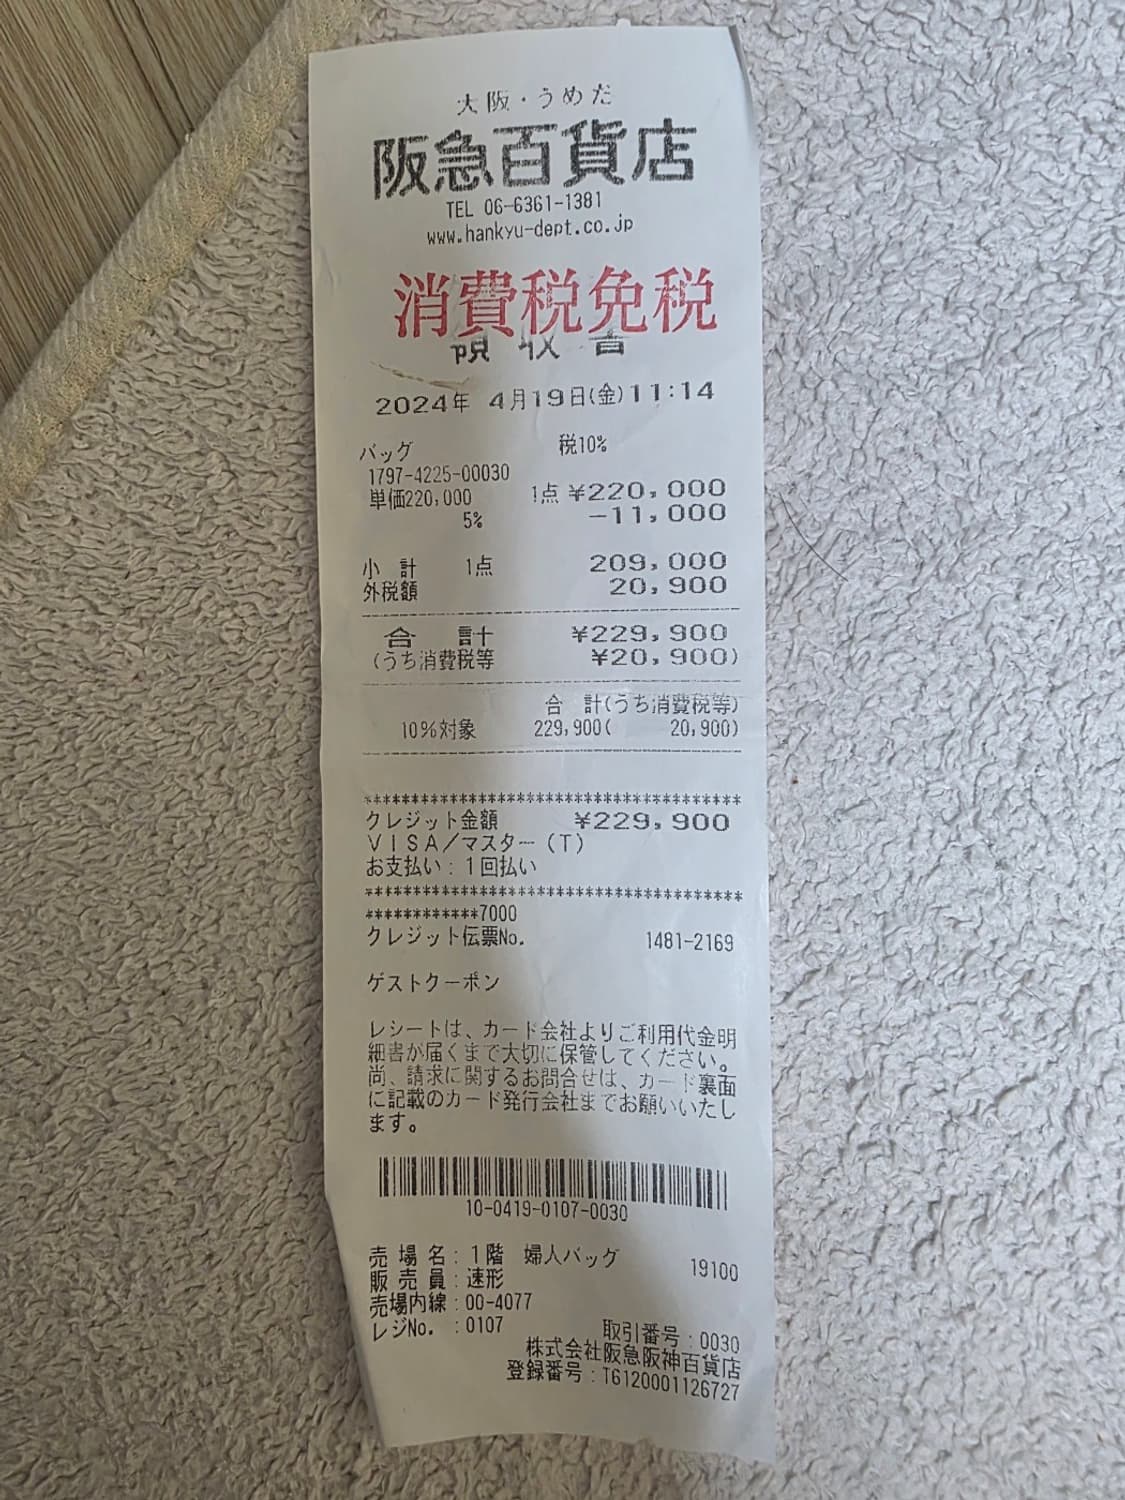 大阪・うめだ
阪急百貨店
TEL 06-6361-1381
www.hankyu-dept.co.jp
消費税免税
領収書
2024年 4月19日(金)11:14
バッグ 税10%
1797-4225-00030
単価220,000 1点 ¥220,000
5% -11,000
小 計 1点 209,000
外税額 20,900
合 計 ¥229,900
(うち消費税等 ¥20,900)
合 計(うち消費税等)
10%対象 229,900( 20,900)
****************************************
クレジット金額 ¥229,900
VISA/マスター(T)
お支払い:1回払い
****************************************
************7000
クレジット伝票No. 1481-2169
ゲストクーポン
レシートは、カード会社よりご利用代金明
細書が届くまで大切に保管してください。
尚、請求に関するお問合せは、カード裏面
に記載のカード発行会社までお願いいたし
ます。
10-0419-0107-0030
売 場 名:1階 婦人バッグ 19100
販 売 員:速形
売場内線:00-4077
レジNo. :0107 取引番号:0030
株式会社阪急阪神百貨店
登録番号:T6120001126727